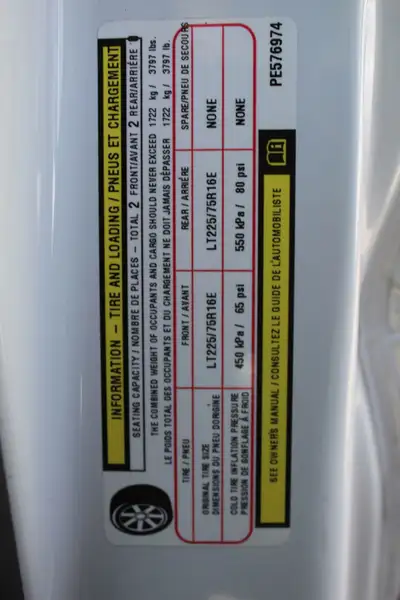 INFORMATION – TIRE AND LOADING / PNEUS ET CHARGEMENT
SEATING CAPACITY / NOMBRE DE PLACES – TOTAL 2 FRONT/AVANT 2 REAR/ARRIÈRE
THE COMBINED WEIGHT OF OCCUPANTS AND CARGO SHOULD NEVER EXCEED 1722 kg / 3797 lbs.
LE POIDS TOTAL DES OCCUPANTS ET DU CHARGEMENT NE DOIT JAMAIS DÉPASSER 1722 kg / 3797 lb.
TIRE / PNEU FRONT / AVANT REAR / ARRIÈRE SPARE/PNEU DE SECOURS
ORIGINAL TIRE SIZE
DIMENSIONS DU PNEU DORIGINE
LT225/75R16E LT225/75R16E NONE
COLD TIRE INFLATION PRESSURE
PRESSION DE GONFLAGE À FROID
450 kPa / 65 psi 550 kPa / 80 psi NONE
SEE OWNERS MANUAL / CONSULTEZ LE GUIDE DE L'AUTOMOBILISTE
PE576974